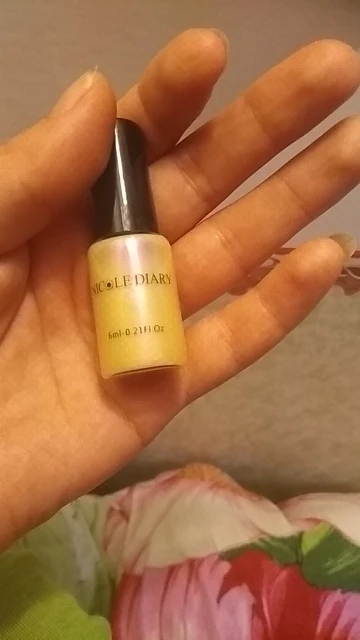 NICOLE DIARY
6ml-0.21Fl Oz